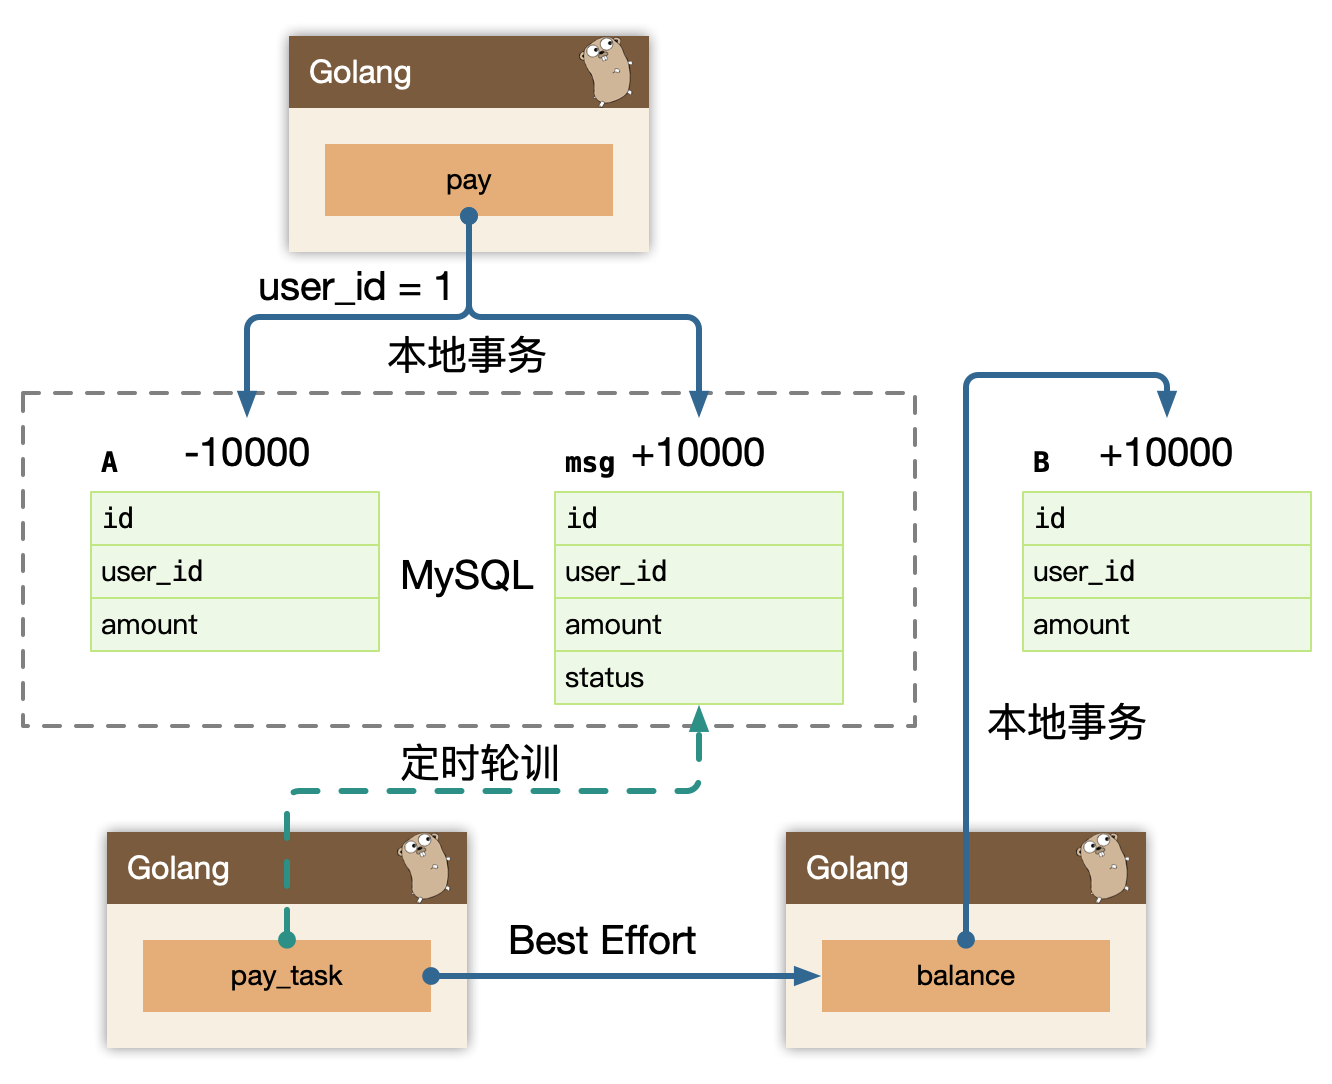 Golang
pay
user_id = 1
本地事务
A -10000
id
user_id
amount
MySQL
msg +10000
id
user_id
amount
status
B +10000
id
user_id
amount
本地事务
定时轮训
Golang
pay_task
Best Effort
Golang
balance